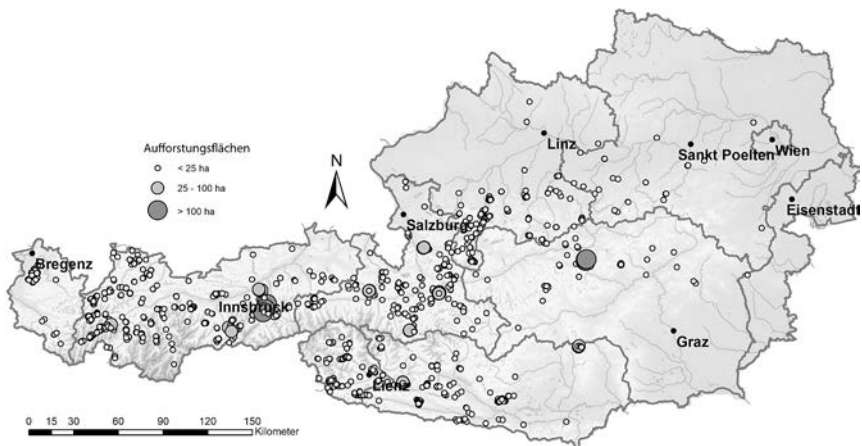 Aufforstungsflächen
< 25 ha
25 - 100 ha
> 100 ha
N
Linz
Sankt Poelten
Wien
Eisenstadt
Salzburg
Bregenz
Innsbruck
Graz
Lienz
0 15 30 60 90 120 150
Kilometer